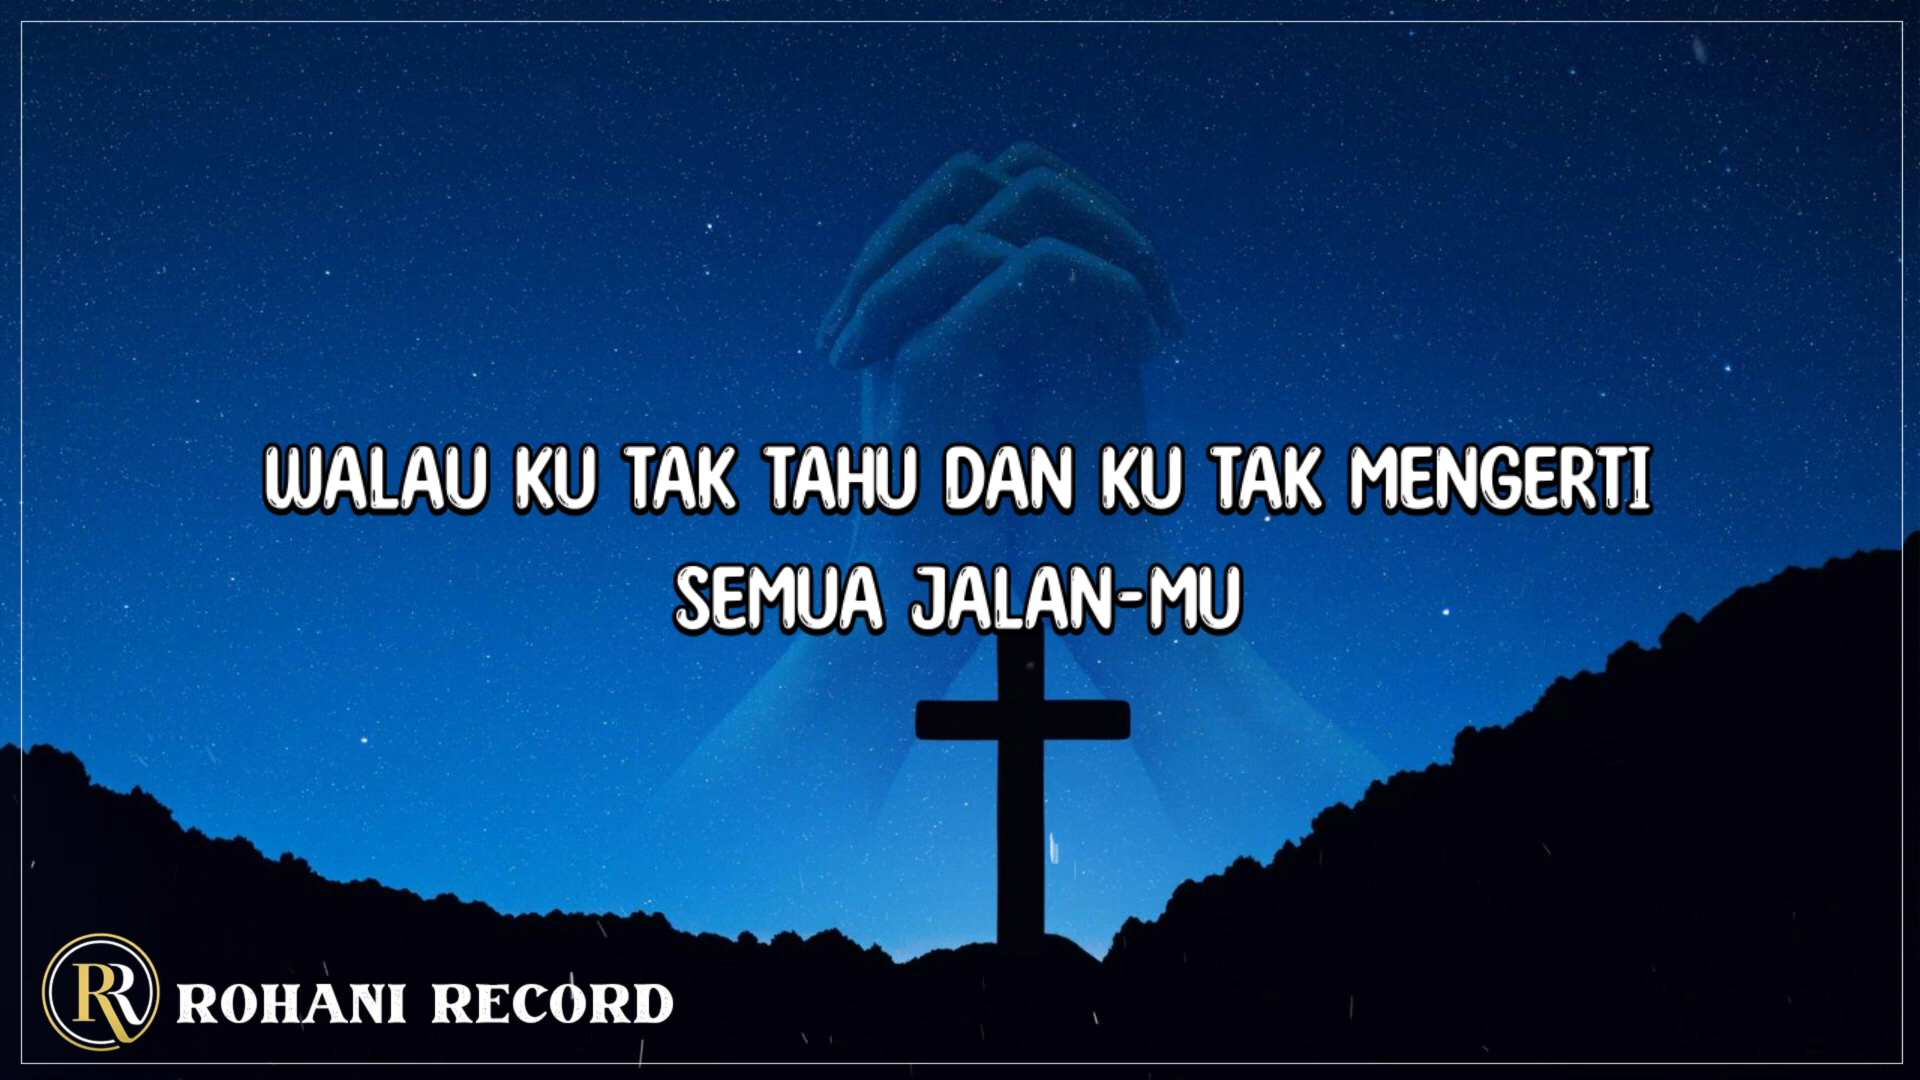 WALAU KU TAK TAHU DAN KU TAK MENGERTI
SEMUA JALAN-MU
RR ROHANI RECORD